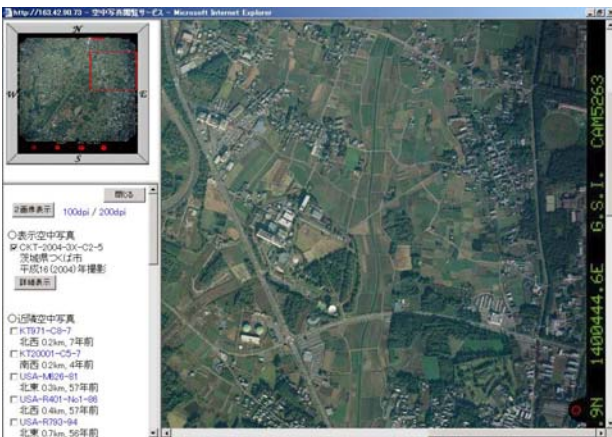 http://163.42.90.73 - 空中写真閲覧サービス - Microsoft Internet Explorer
N
W
E
S
閉じる
2画像表示 100dpi / 200dpi
○表示空中写真
CKT-2004-3X-C2-5
茨城県つくば市
平成16(2004)年撮影
詳細表示
○近隣空中写真
KT971-C8-7
北西 0.2km, 7年前
KT20001-C5-7
南西 0.2km, 4年前
USA-M626-81
北東 0.3km, 57年前
USA-R401-No1-86
北西 0.4km, 57年前
USA-R793-94
北東 0.7km, 56年前
.9N 1400444.6E G.S.I. CAM5263